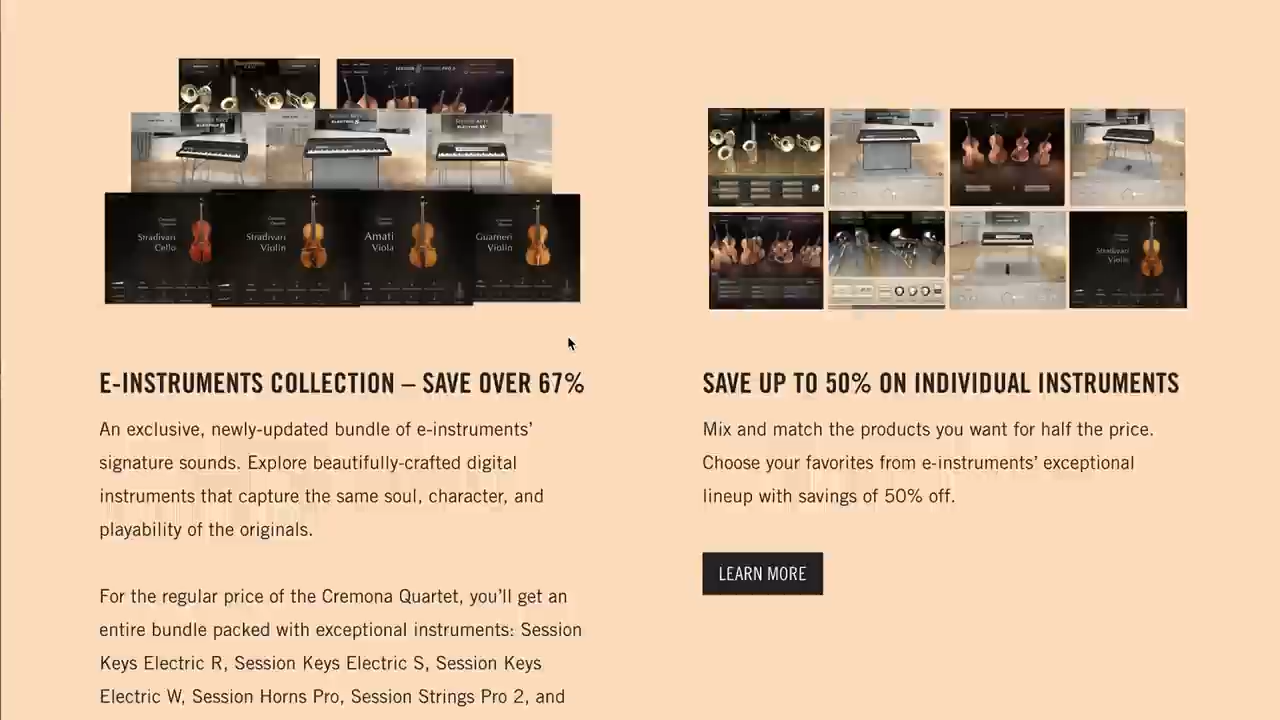 Stradivari
Cello
Stradivari
Violin
Amati
Viola
Guarneri
Violin
Stradivari
Violin
E-INSTRUMENTS COLLECTION – SAVE OVER 67%
An exclusive, newly-updated bundle of e-instruments’
signature sounds. Explore beautifully-crafted digital
instruments that capture the same soul, character, and
playability of the originals.
For the regular price of the Cremona Quartet, you’ll get an
entire bundle packed with exceptional instruments: Session
Keys Electric R, Session Keys Electric S, Session Keys
Electric W, Session Horns Pro, Session Strings Pro 2, and
SAVE UP TO 50% ON INDIVIDUAL INSTRUMENTS
Mix and match the products you want for half the price.
Choose your favorites from e-instruments’ exceptional
lineup with savings of 50% off.
LEARN MORE